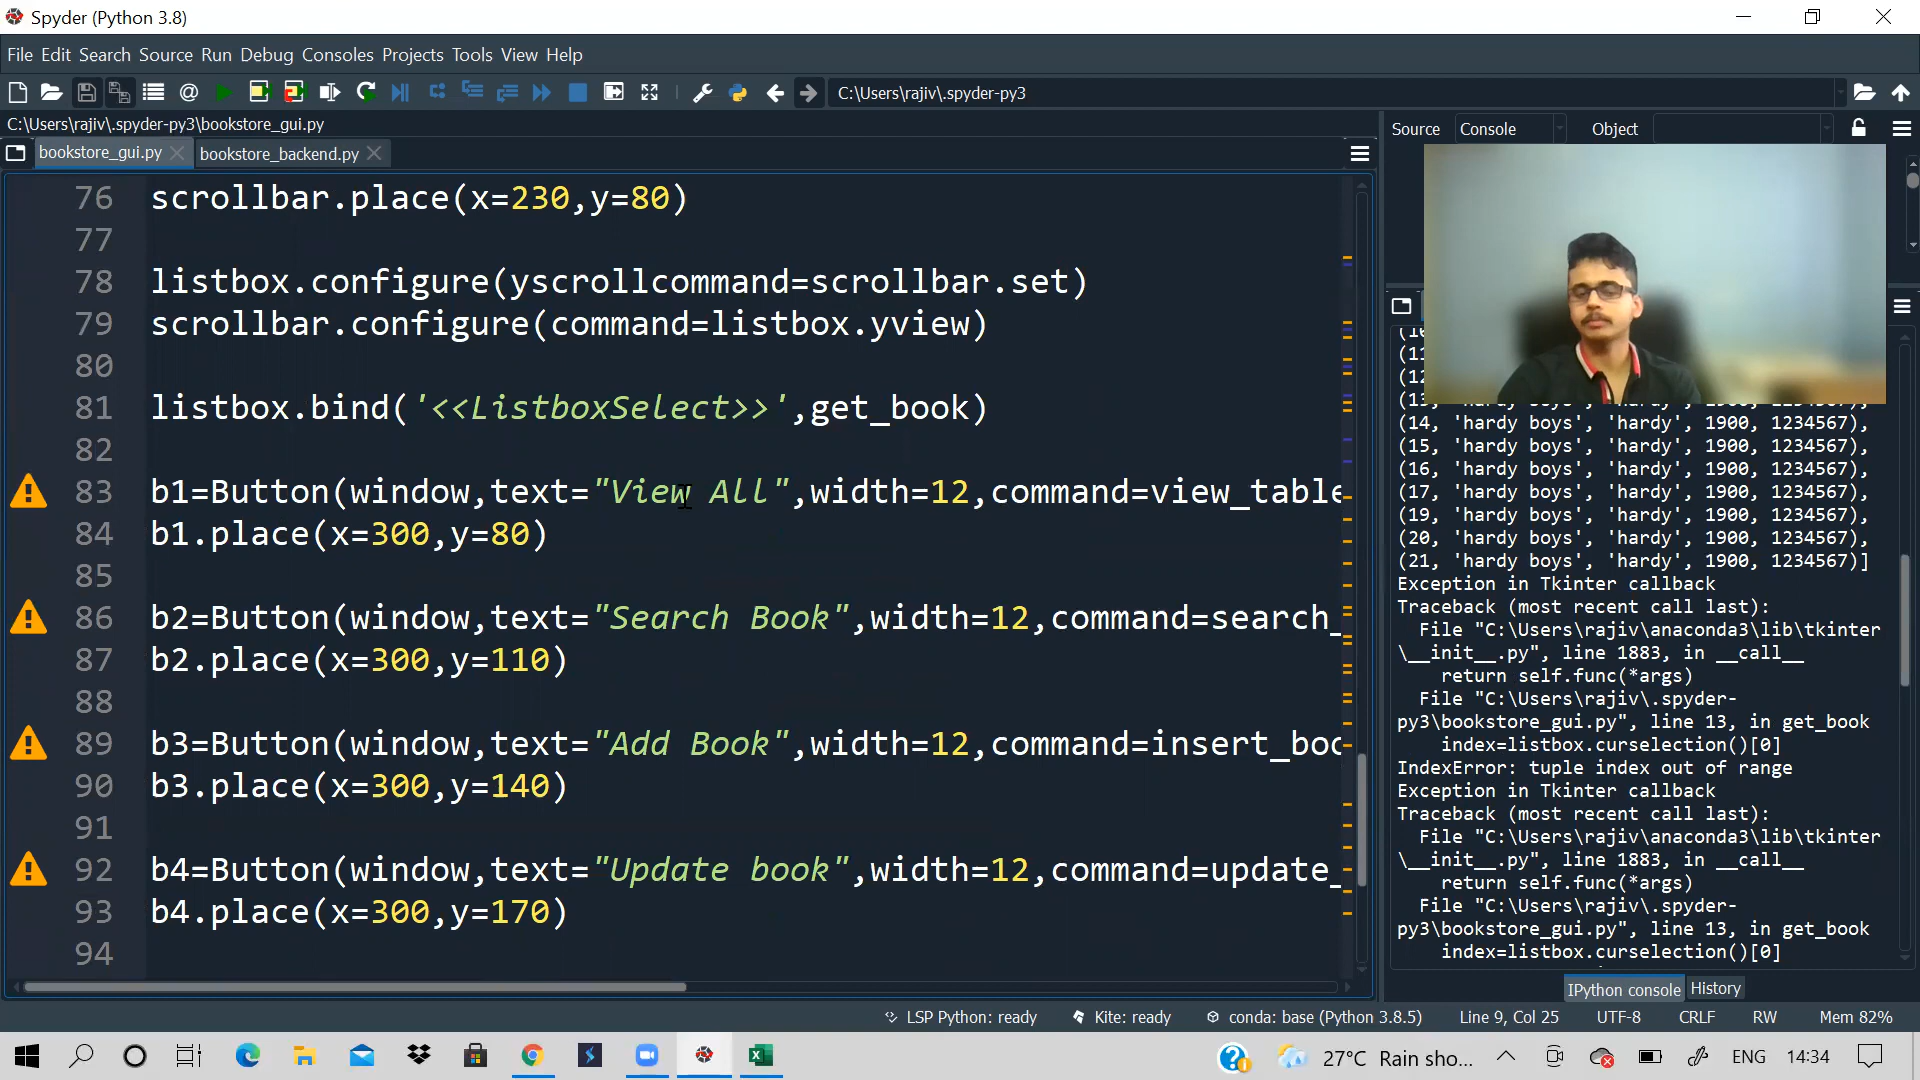 Spyder (Python 3.8)
File Edit Search Source Run Debug Consoles Projects Tools View Help
C:\Users\rajiv\.spyder-py3
C:\Users\rajiv\.spyder-py3\bookstore_gui.py
bookstore_gui.py bookstore_backend.py
76 scrollbar.place(x=230,y=80)
77
78 listbox.configure(yscrollcommand=scrollbar.set)
79 scrollbar.configure(command=listbox.yview)
80
81 listbox.bind('<<ListboxSelect>>',get_book)
82
83 b1=Button(window,text="View All",width=12,command=view_table
84 b1.place(x=300,y=80)
85
86 b2=Button(window,text="Search Book",width=12,command=search_
87 b2.place(x=300,y=110)
88
89 b3=Button(window,text="Add Book",width=12,command=insert_boo
90 b3.place(x=300,y=140)
91
92 b4=Button(window,text="Update book",width=12,command=update_
93 b4.place(x=300,y=170)
94
Source Console Object
(14, 'hardy boys', 'hardy', 1900, 1234567),
(15, 'hardy boys', 'hardy', 1900, 1234567),
(16, 'hardy boys', 'hardy', 1900, 1234567),
(17, 'hardy boys', 'hardy', 1900, 1234567),
(19, 'hardy boys', 'hardy', 1900, 1234567),
(20, 'hardy boys', 'hardy', 1900, 1234567),
(21, 'hardy boys', 'hardy', 1900, 1234567)]
Exception in Tkinter callback
Traceback (most recent call last):
File "C:\Users\rajiv\anaconda3\lib\tkinter
\__init__.py", line 1883, in __call__
return self.func(*args)
File "C:\Users\rajiv\.spyder-
py3\bookstore_gui.py", line 13, in get_book
index=listbox.curselection()[0]
IndexError: tuple index out of range
Exception in Tkinter callback
Traceback (most recent call last):
File "C:\Users\rajiv\anaconda3\lib\tkinter
\__init__.py", line 1883, in __call__
return self.func(*args)
File "C:\Users\rajiv\.spyder-
py3\bookstore_gui.py", line 13, in get_book
index=listbox.curselection()[0]
IPython console History
LSP Python: ready Kite: ready conda: base (Python 3.8.5) Line 9, Col 25 UTF-8 CRLF RW Mem 82%
27°C Rain sho... ENG 14:34